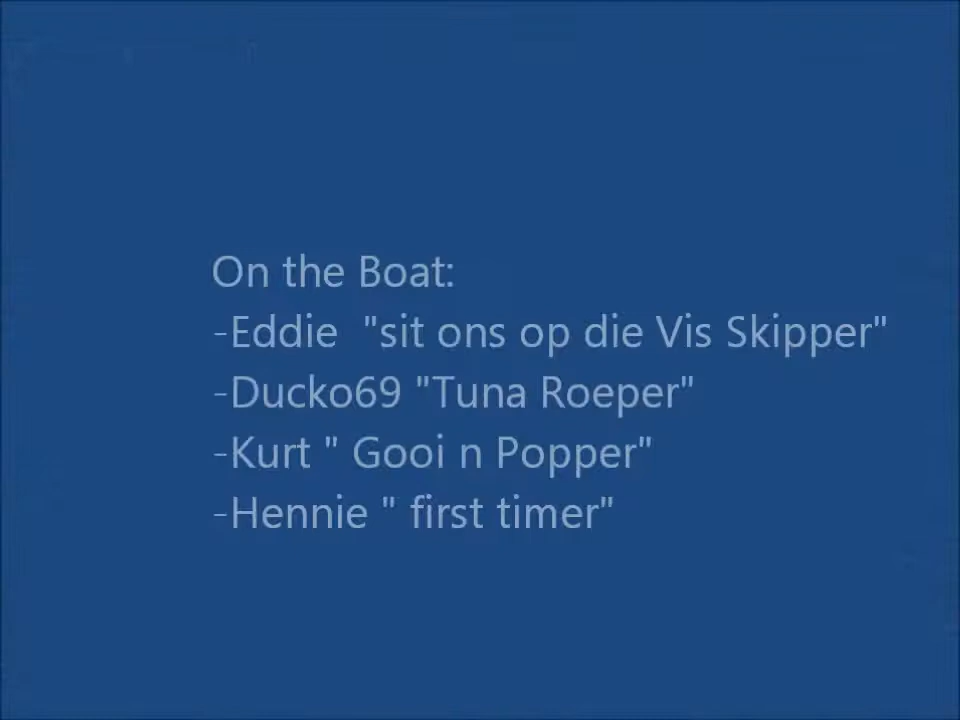 On the Boat:
-Eddie  "sit ons op die Vis Skipper"
-Ducko69 "Tuna Roeper"
-Kurt " Gooi n Popper"
-Hennie " first timer"